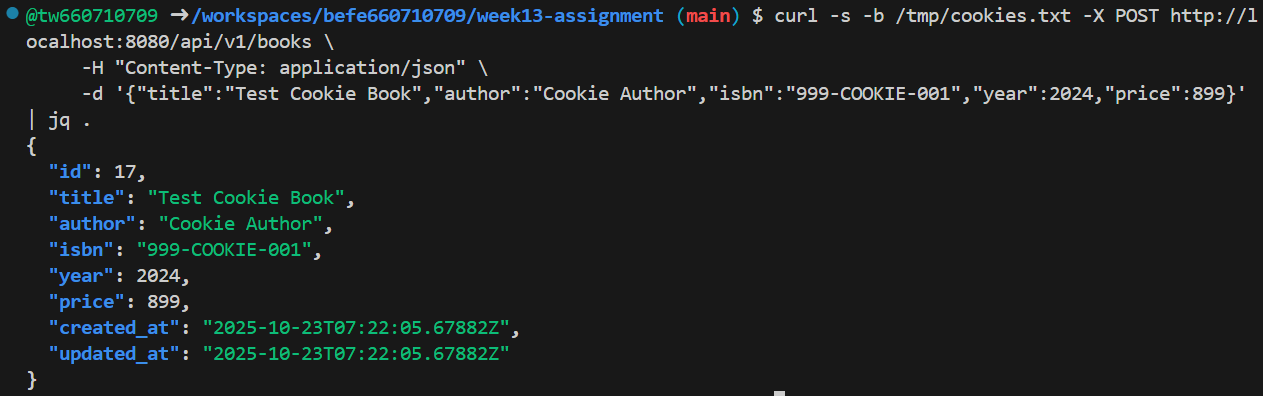 @tw660710709 ➜/workspaces/befe660710709/week13-assignment (main) $ curl -s -b /tmp/cookies.txt -X POST http://l
ocalhost:8080/api/v1/books \
     -H "Content-Type: application/json" \
     -d '{"title":"Test Cookie Book","author":"Cookie Author","isbn":"999-COOKIE-001","year":2024,"price":899}'
| jq .
{
  "id": 17,
  "title": "Test Cookie Book",
  "author": "Cookie Author",
  "isbn": "999-COOKIE-001",
  "year": 2024,
  "price": 899,
  "created_at": "2025-10-23T07:22:05.67882Z",
  "updated_at": "2025-10-23T07:22:05.67882Z"
}